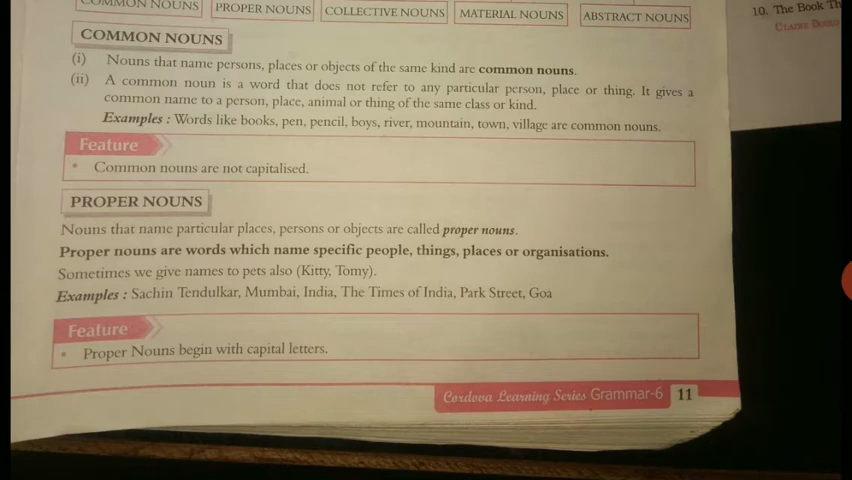 COMMON NOUNS PROPER NOUNS COLLECTIVE NOUNS MATERIAL NOUNS ABSTRACT NOUNS
10. The Book
COMMON NOUNS
(i) Nouns that name persons, places or objects of the same kind are common nouns.
(ii) A common noun is a word that does not refer to any particular person, place or thing. It gives a
common name to a person, place, animal or thing of the same class or kind.
Examples : Words like books, pen, pencil, boys, river, mountain, town, village are common nouns.
Feature
• Common nouns are not capitalised.
PROPER NOUNS
Nouns that name particular places, persons or objects are called proper nouns.
Proper nouns are words which name specific people, things, places or organisations.
Sometimes we give names to pets also (Kitty, Tomy).
Examples : Sachin Tendulkar, Mumbai, India, The Times of India, Park Street, Goa
Feature
• Proper Nouns begin with capital letters.
Cordova Learning Series Grammar-6 11